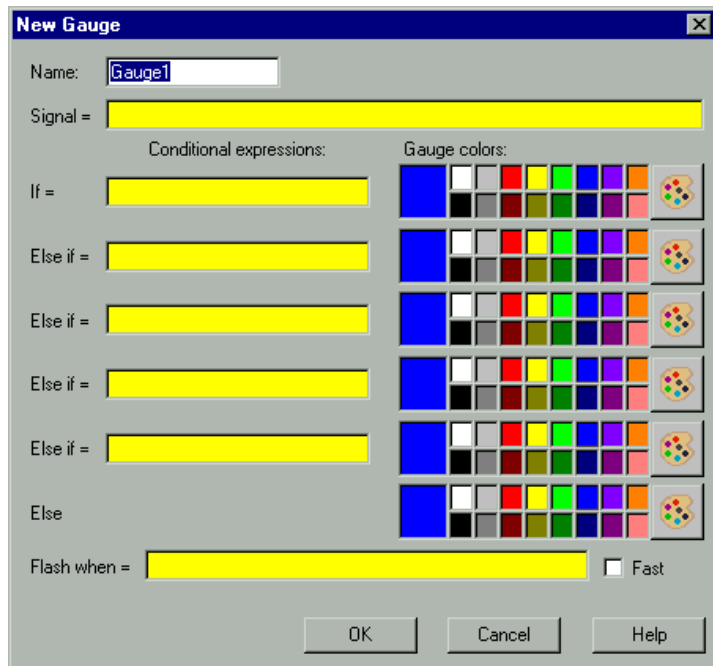 New Gauge
Name: Gauge1
Signal =
Conditional expressions: Gauge colors:
If =
Else if =
Else if =
Else if =
Else if =
Else
Flash when = Fast
OK Cancel Help